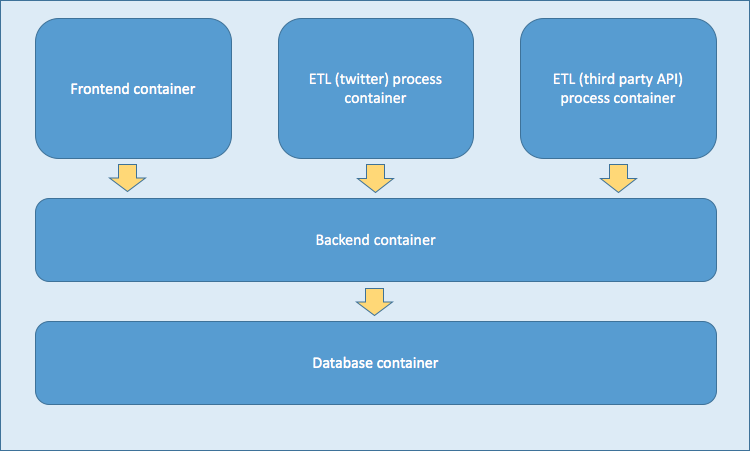 Frontend container
ETL (twitter) process
container
ETL (third party API)
process container
Backend container
Database container